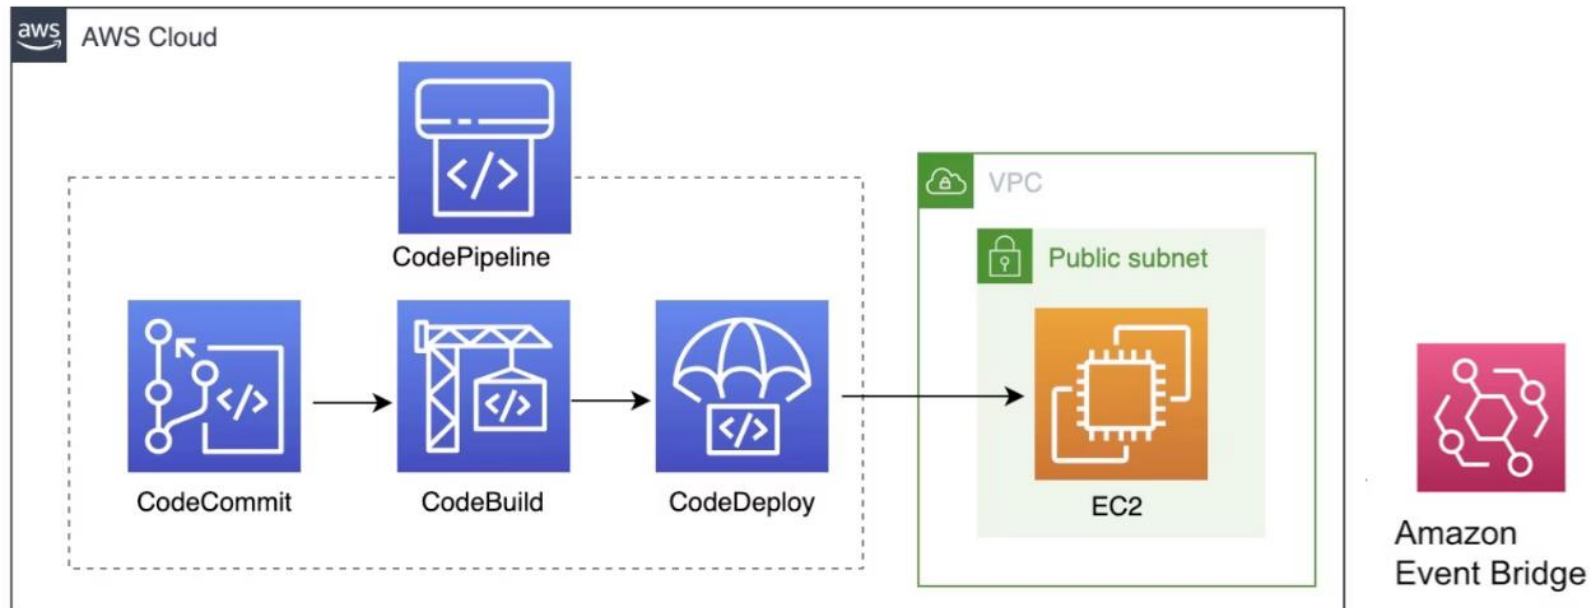 aws
AWS Cloud
</>
CodePipeline
VPC
Public subnet
</>
</>
</>
CodeCommit
CodeBuild
CodeDeploy
EC2
Amazon
Event Bridge